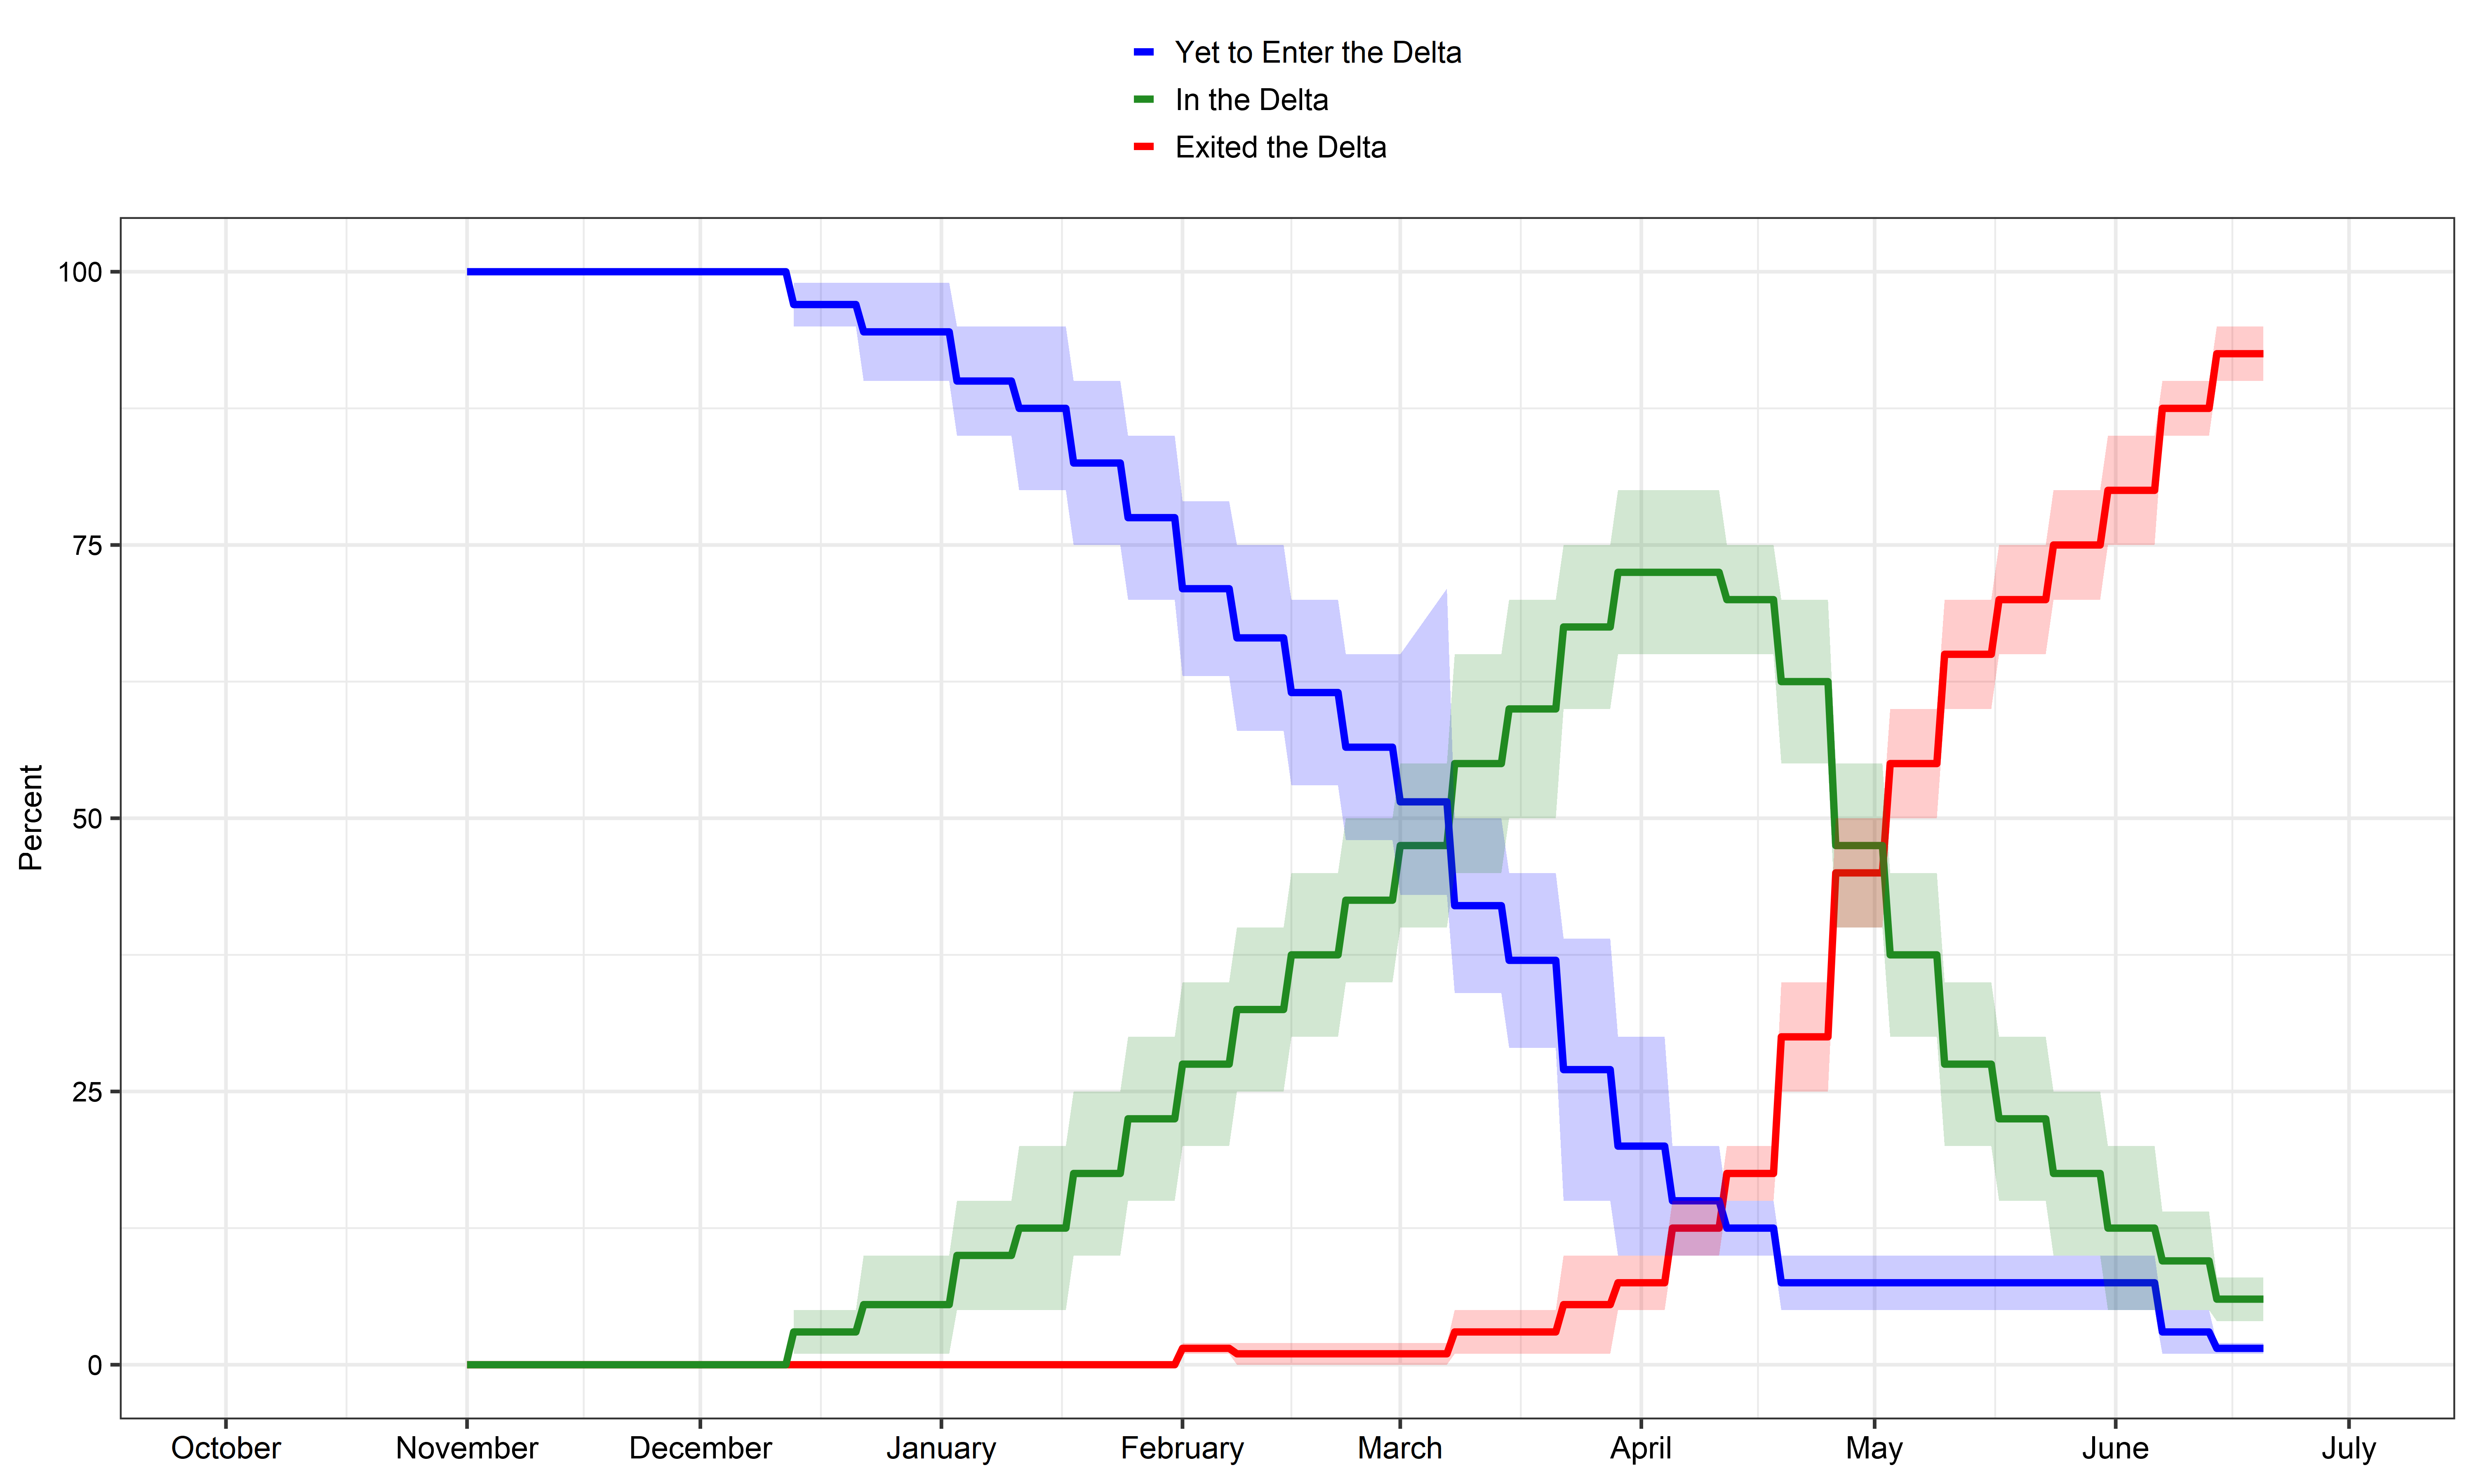 Yet to Enter the Delta
In the Delta
Exited the Delta
100
75
50
25
0
Percent
October November December January February March April May June July